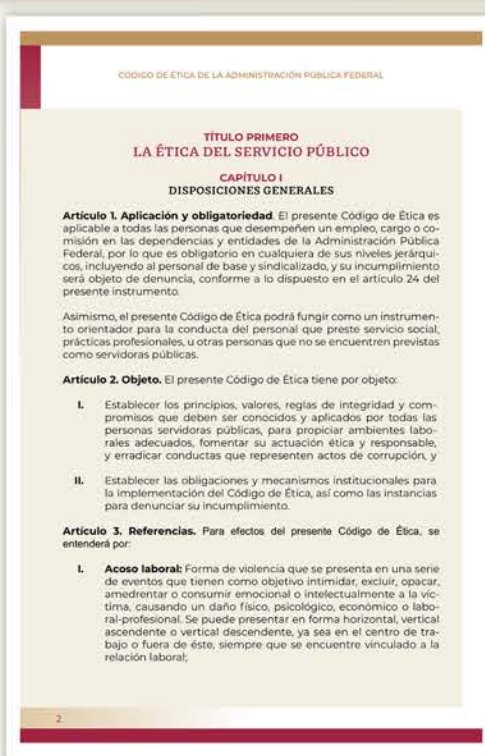 CÓDIGO DE ÉTICA DE LA ADMINISTRACIÓN PÚBLICA FEDERAL
TÍTULO PRIMERO
LA ÉTICA DEL SERVICIO PÚBLICO
CAPÍTULO I
DISPOSICIONES GENERALES
Artículo 1. Aplicación y obligatoriedad. El presente Código de Ética es
aplicable a todas las personas que desempeñen un empleo, cargo o co-
misión en las dependencias y entidades de la Administración Pública
Federal, por lo que es obligatorio en cualquiera de sus niveles jerárqui-
cos, incluyendo al personal de base y sindicalizado, y su incumplimiento
será objeto de denuncia, conforme a lo dispuesto en el artículo 24 del
presente instrumento.
Asimismo, el presente Código de Ética podrá fungir como un instrumen-
to orientador para la conducta del personal que preste servicio social,
prácticas profesionales, u otras personas que no se encuentren previstas
como servidoras públicas.
Artículo 2. Objeto. El presente Código de Ética tiene por objeto:
I. Establecer los principios, valores, reglas de integridad y com-
promisos que deben ser conocidos y aplicados por todas las
personas servidoras públicas, para propiciar ambientes labo-
rales adecuados, fomentar su actuación ética y responsable,
y erradicar conductas que representen actos de corrupción, y
II. Establecer las obligaciones y mecanismos institucionales para
la implementación del Código de Ética, así como las instancias
para denunciar su incumplimiento.
Artículo 3. Referencias. Para efectos del presente Código de Ética, se
entenderá por:
I. Acoso laboral: Forma de violencia que se presenta en una serie
de eventos que tienen como objetivo intimidar, excluir, opacar,
amedrentar o consumir emocional o intelectualmente a la víc-
tima, causando un daño físico, psicológico, económico o labo-
ral-profesional. Se puede presentar en forma horizontal, vertical
ascendente o vertical descendente, ya sea en el centro de tra-
bajo o fuera de éste, siempre que se encuentre vinculado a la
relación laboral;
2